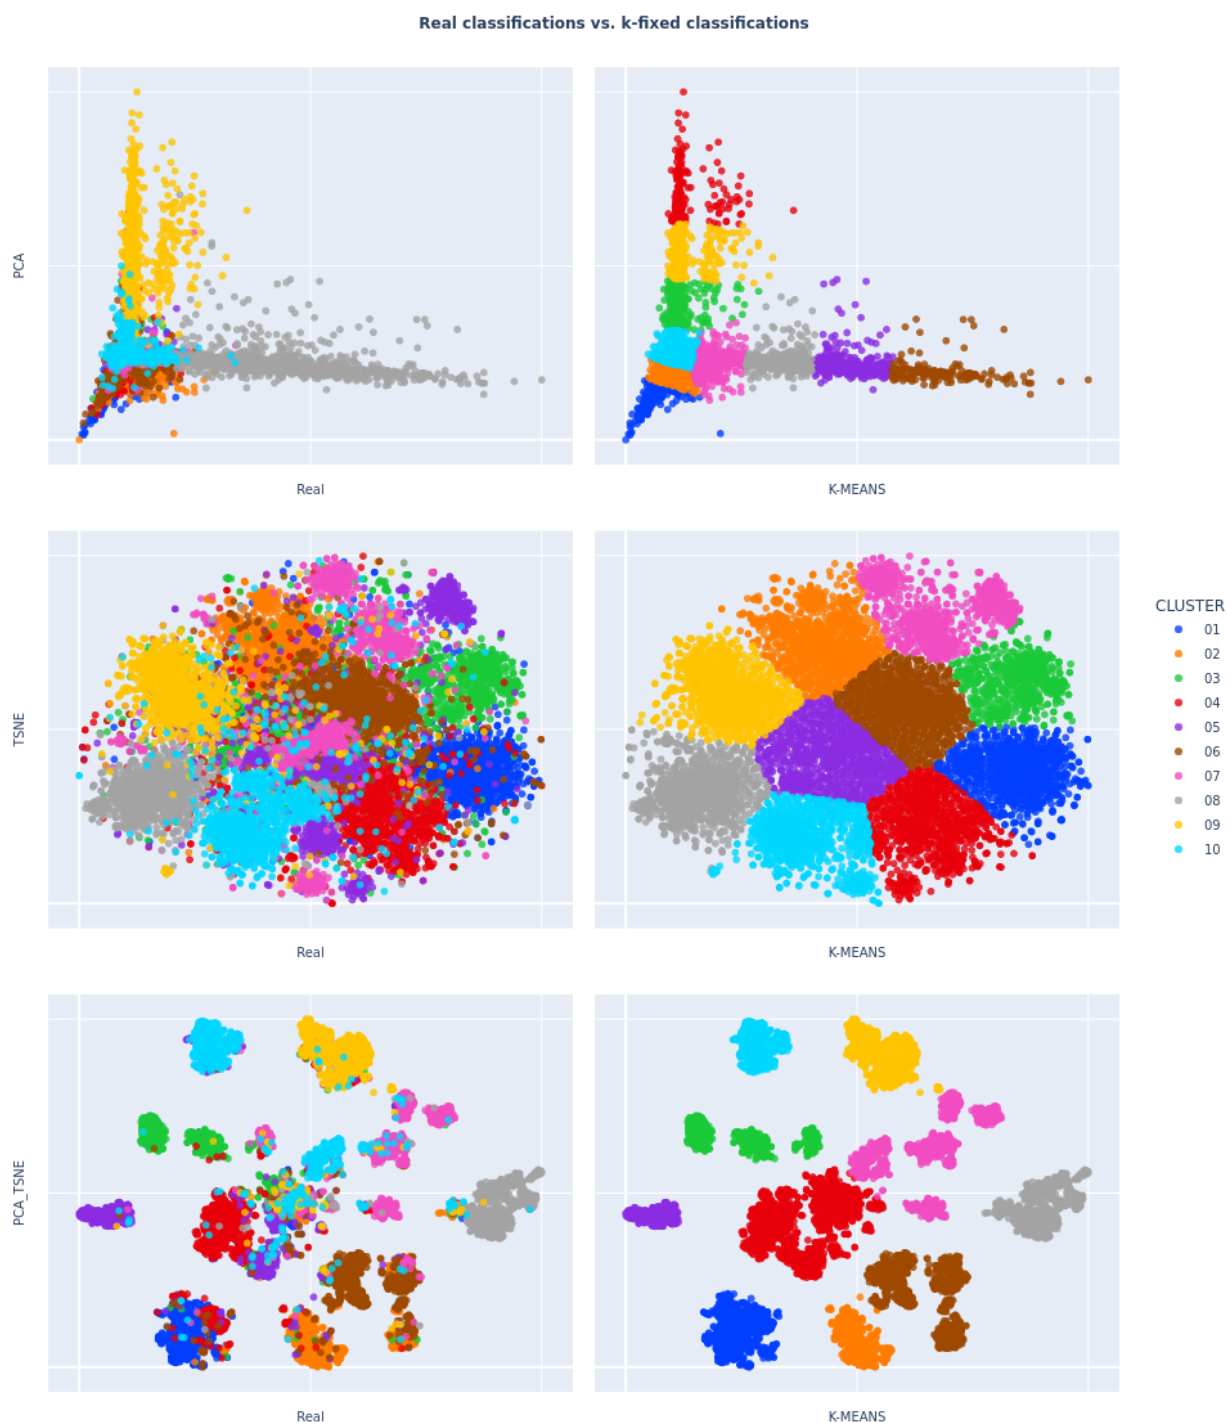 Real classifications vs. k-fixed classifications
PCA
Real
K-MEANS
TSNE
Real
K-MEANS
CLUSTER
01
02
03
04
05
06
07
08
09
10
PCA_TSNE
Real
K-MEANS